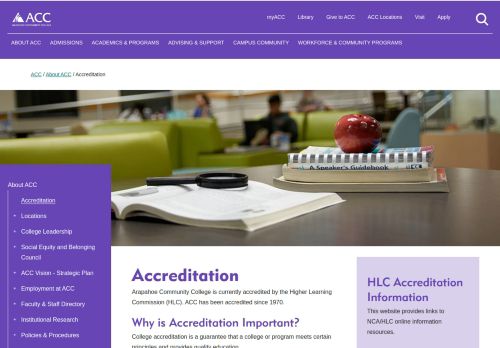 ACC
myACC Library Give to ACC ACC Locations Visit Apply
ABOUT ACC ADMISSIONS ACADEMICS & PROGRAMS ADVISING & SUPPORT CAMPUS COMMUNITY WORKFORCE & COMMUNITY PROGRAMS
ACC / About ACC / Accreditation
A Speaker's Guidebook
About ACC
Accreditation
Locations
College Leadership
Social Equity and Belonging
Council
ACC Vision - Strategic Plan
Employment at ACC
Faculty & Staff Directory
Institutional Research
Policies & Procedures
Accreditation
Arapahoe Community College is currently accredited by the Higher Learning
Commission (HLC). ACC has been accredited since 1970.
Why is Accreditation Important?
College accreditation is a guarantee that a college or program meets certain
principles and provides quality education.
HLC Accreditation
Information
This website provides links to
NCA/HLC online information
resources.